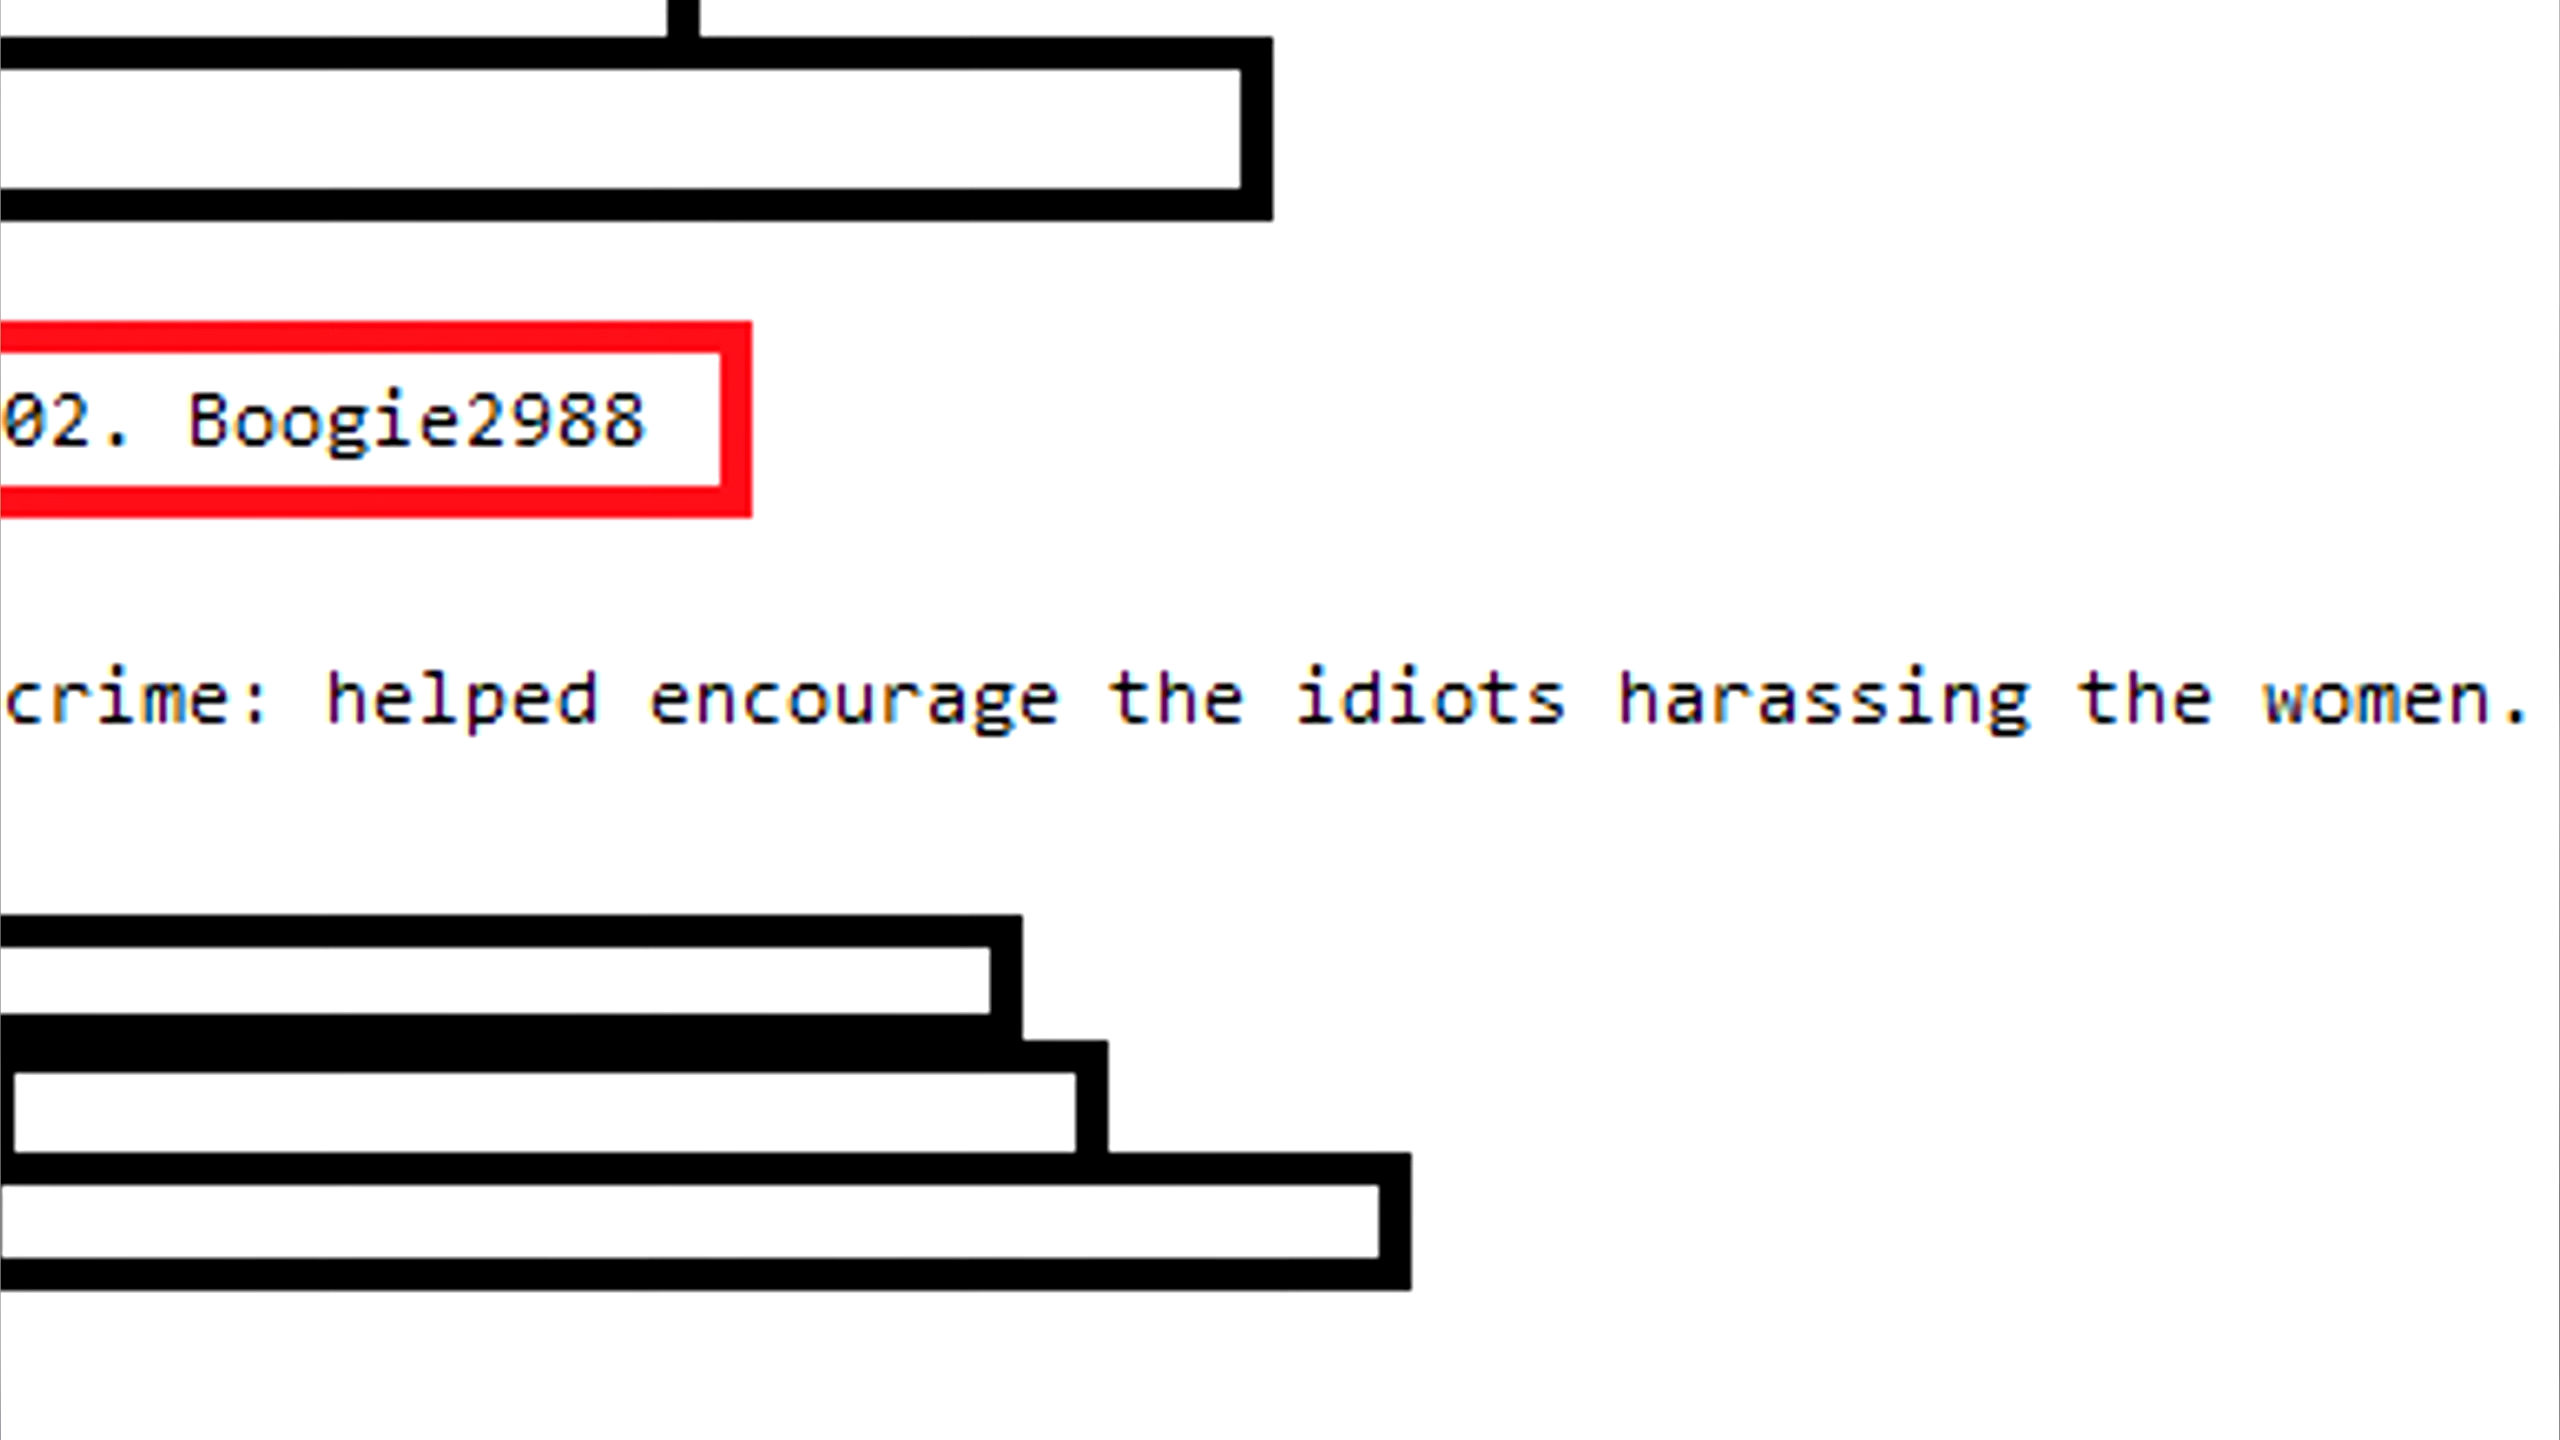 02. Boogie2988
crime: helped encourage the idiots harassing the women.